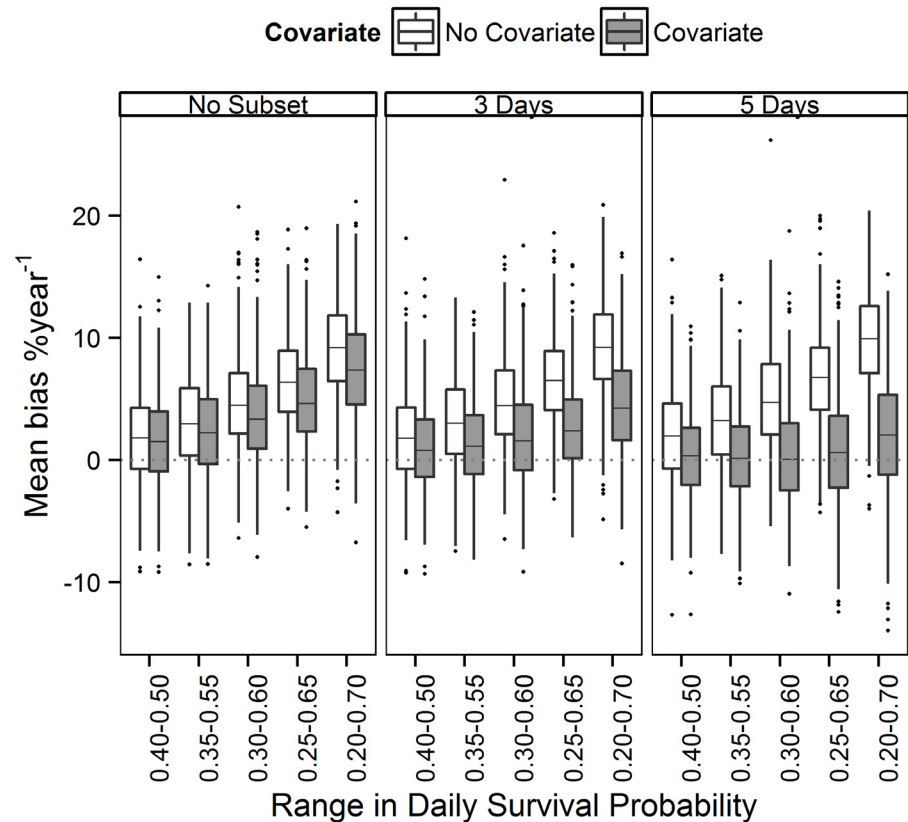 Covariate No Covariate Covariate
No Subset 3 Days 5 Days
Mean bias %year⁻¹
20
10
0
-10
0.40-0.50 0.35-0.55 0.30-0.60 0.25-0.65 0.20-0.70
0.40-0.50 0.35-0.55 0.30-0.60 0.25-0.65 0.20-0.70
0.40-0.50 0.35-0.55 0.30-0.60 0.25-0.65 0.20-0.70
Range in Daily Survival Probability